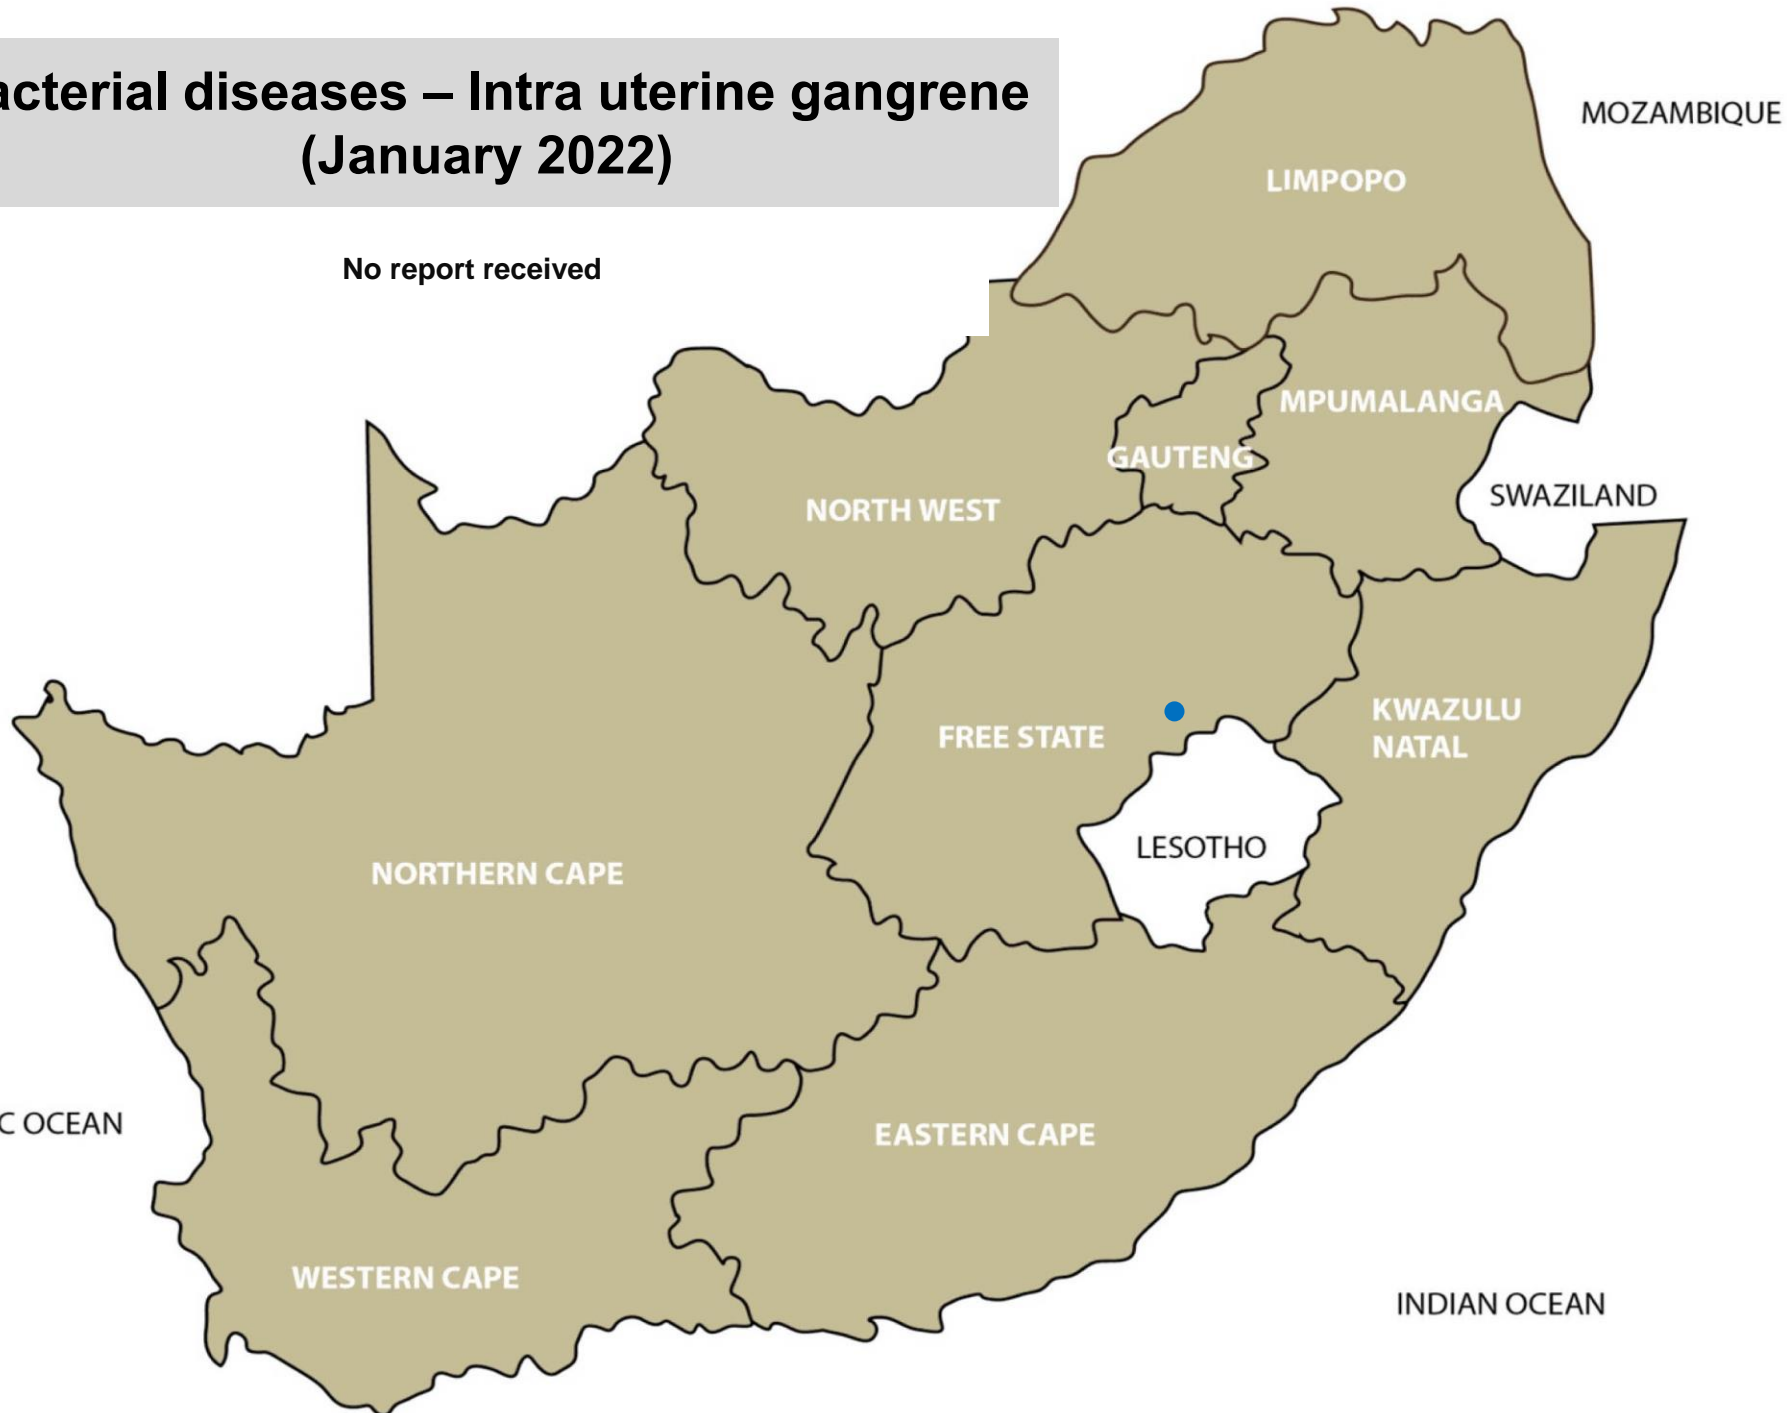 acterial diseases – Intra uterine gangrene
(January 2022)
MOZAMBIQUE
LIMPOPO
No report received
MPUMALANGA
GAUTENG
SWAZILAND
NORTH WEST
KWAZULU
NATAL
FREE STATE
LESOTHO
NORTHERN CAPE
C OCEAN
EASTERN CAPE
WESTERN CAPE
INDIAN OCEAN